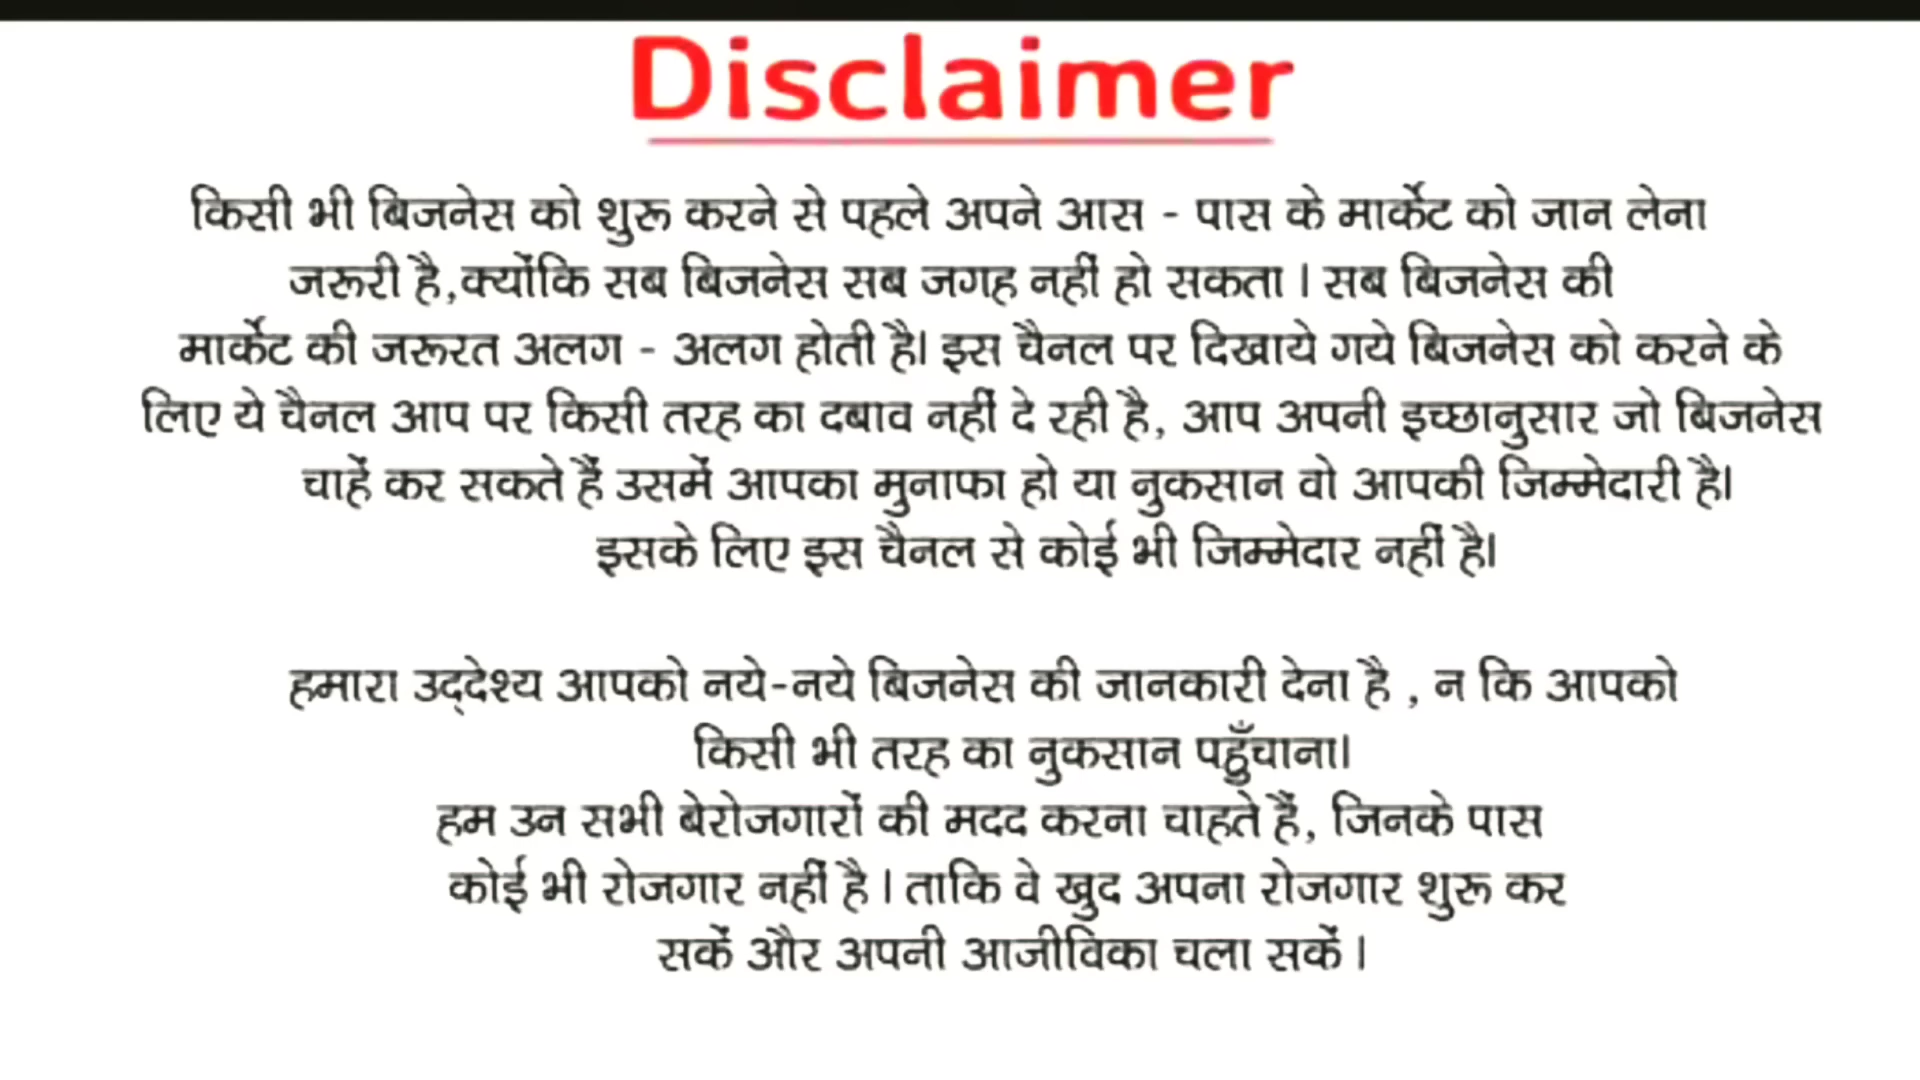 Disclaimer
किसी भी बिजनेस को शुरू करने से पहले अपने आस - पास के मार्केट को जान लेना
जरूरी है,क्योंकि सब बिजनेस सब जगह नहीं हो सकता । सब बिजनेस की
मार्केट की जरूरत अलग - अलग होती है। इस चैनल पर दिखाये गये बिजनेस को करने के
लिए ये चैनल आप पर किसी तरह का दबाव नहीं दे रही है, आप अपनी इच्छानुसार जो बिजनेस
चाहें कर सकते हैं उसमें आपका मुनाफा हो या नुकसान वो आपकी जिम्मेदारी है।
इसके लिए इस चैनल से कोई भी जिम्मेदार नहीं है।
हमारा उद्देश्य आपको नये-नये बिजनेस की जानकारी देना है , न कि आपको
किसी भी तरह का नुकसान पहुँचाना।
हम उन सभी बेरोजगारों की मदद करना चाहते हैं, जिनके पास
कोई भी रोजगार नहीं है । ताकि वे खुद अपना रोजगार शुरू कर
सकें और अपनी आजीविका चला सकें ।